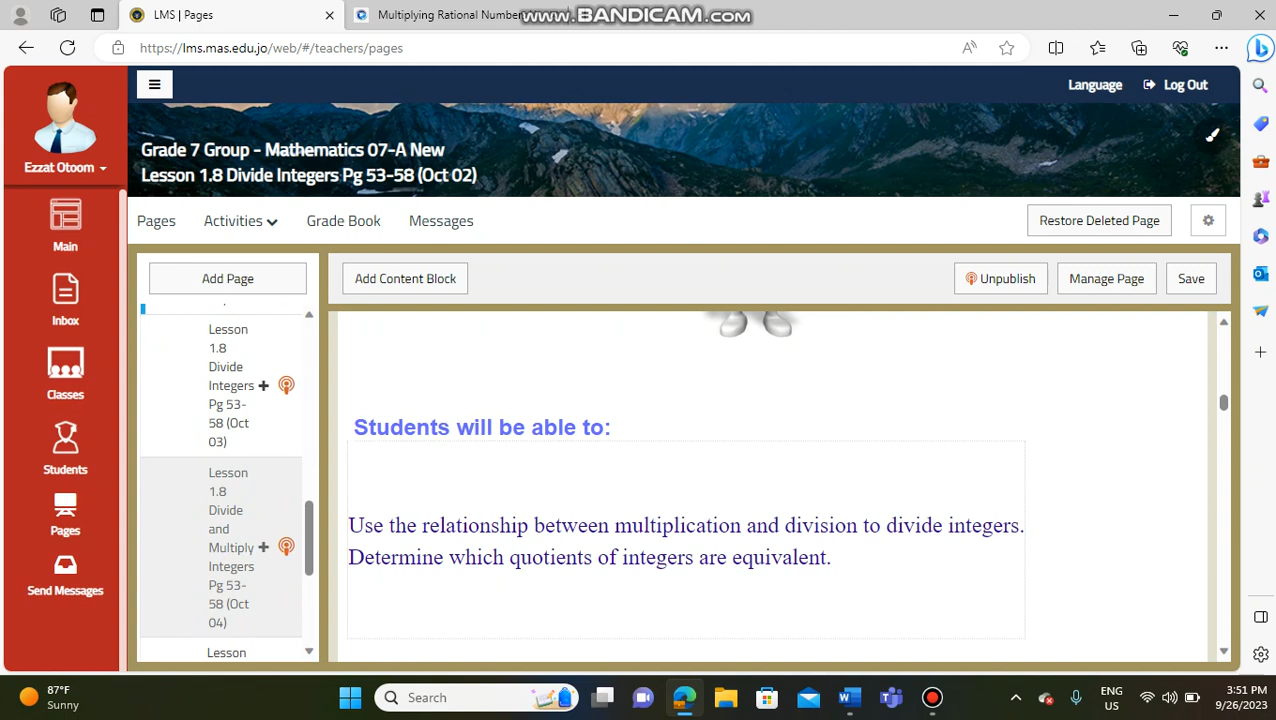 LMS | Pages
Multiplying Rational Number
www.BANDICAM.com
https://lms.mas.edu.jo/web/#/teachers/pages
Language
Log Out
Ezzat Otoom
Grade 7 Group - Mathematics 07-A New
Lesson 1.8 Divide Integers Pg 53-58 (Oct 02)
Pages
Activities
Grade Book
Messages
Restore Deleted Page
Main
Inbox
Classes
Students
Pages
Send Messages
Add Page
Add Content Block
Unpublish
Manage Page
Save
Lesson
1.8
Divide
Integers
Pg 53-
58 (Oct
03)
Lesson
1.8
Divide
and
Multiply
Integers
Pg 53-
58 (Oct
04)
Lesson
Students will be able to:
Use the relationship between multiplication and division to divide integers.
Determine which quotients of integers are equivalent.
87°F
Sunny
Search
ENG
US
3:51 PM
9/26/2023